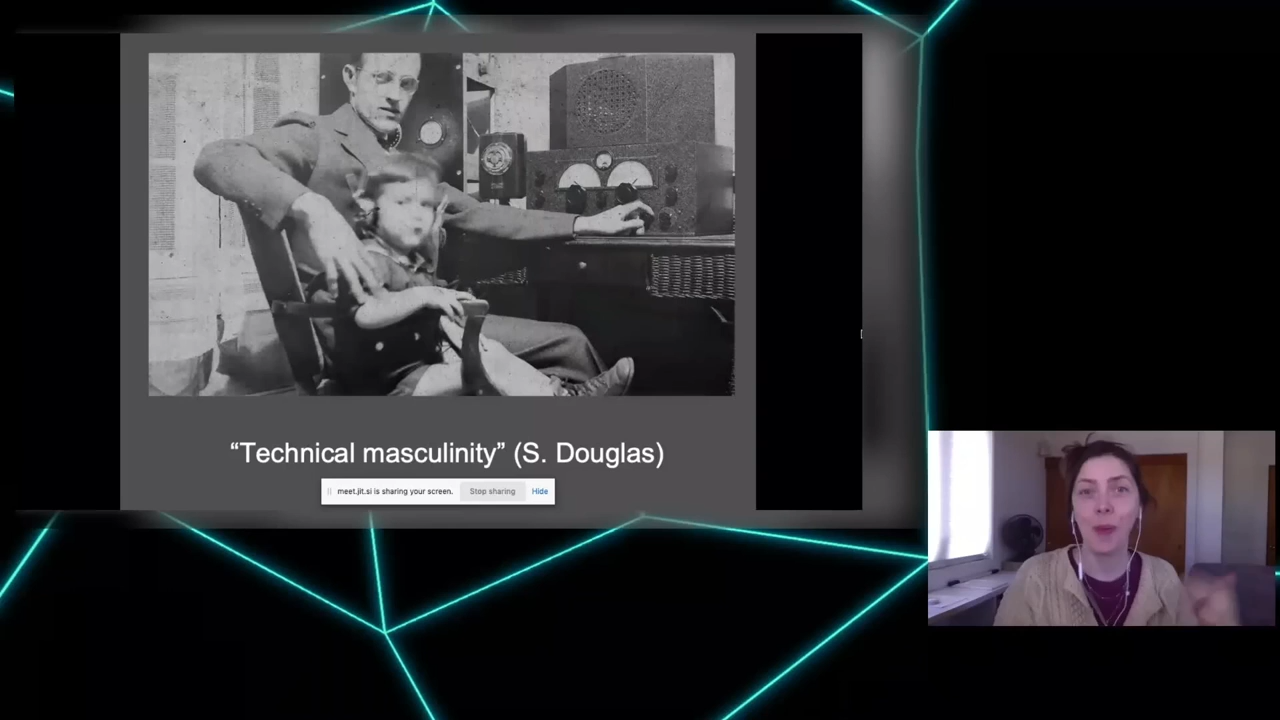 “Technical masculinity” (S. Douglas)
meet.jit.si is sharing your screen. Stop sharing Hide